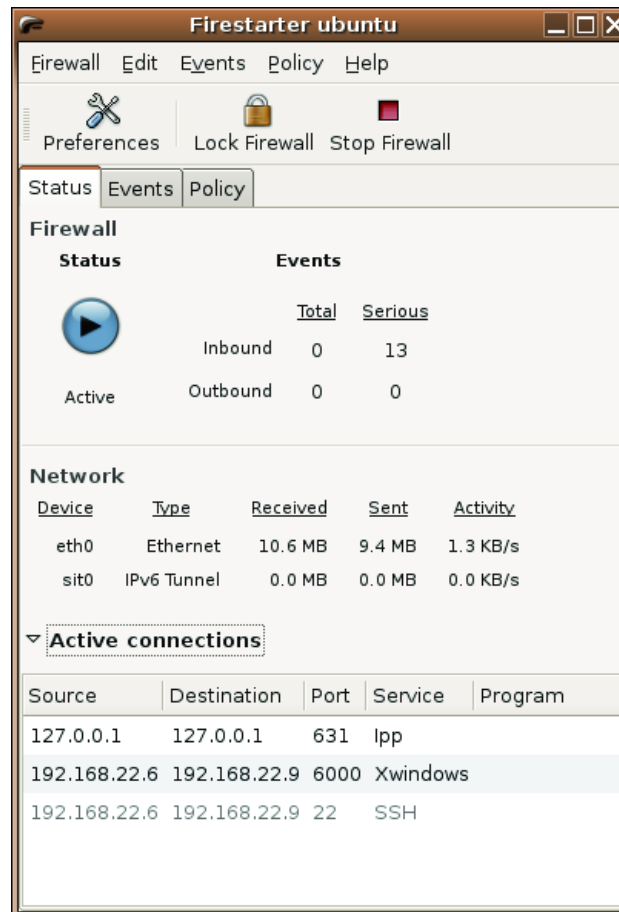 Firestarter ubuntu
Firewall Edit Events Policy Help
Preferences Lock Firewall Stop Firewall
Status Events Policy
Firewall
Status Events
Total Serious
Inbound 0 13
Active Outbound 0 0
Network
Device Type Received Sent Activity
eth0 Ethernet 10.6 MB 9.4 MB 1.3 KB/s
sit0 IPv6 Tunnel 0.0 MB 0.0 MB 0.0 KB/s
Active connections
Source Destination Port Service Program
127.0.0.1 127.0.0.1 631 Ipp
192.168.22.6 192.168.22.9 6000 Xwindows
192.168.22.6 192.168.22.9 22 SSH